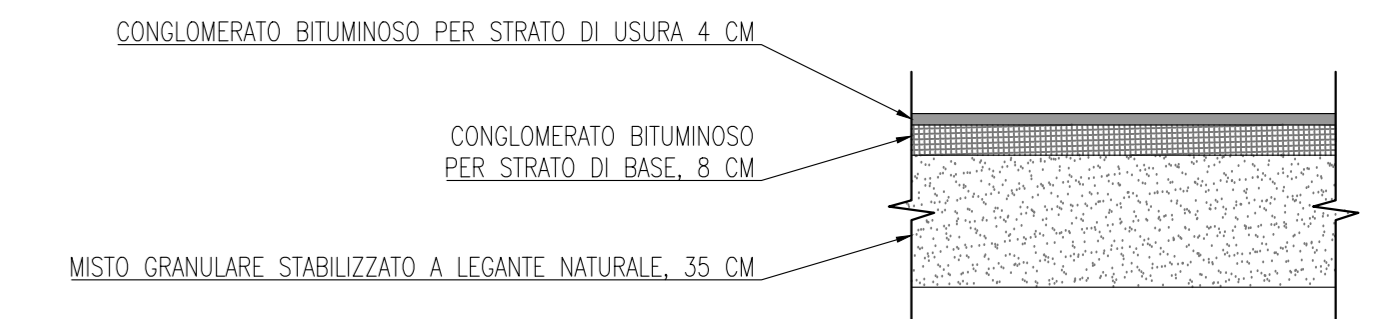 CONGLOMERATO BITUMINOSO PER STRATO DI USURA 4 CM
CONGLOMERATO BITUMINOSO
PER STRATO DI BASE, 8 CM
MISTO GRANULARE STABILIZZATO A LEGANTE NATURALE, 35 CM